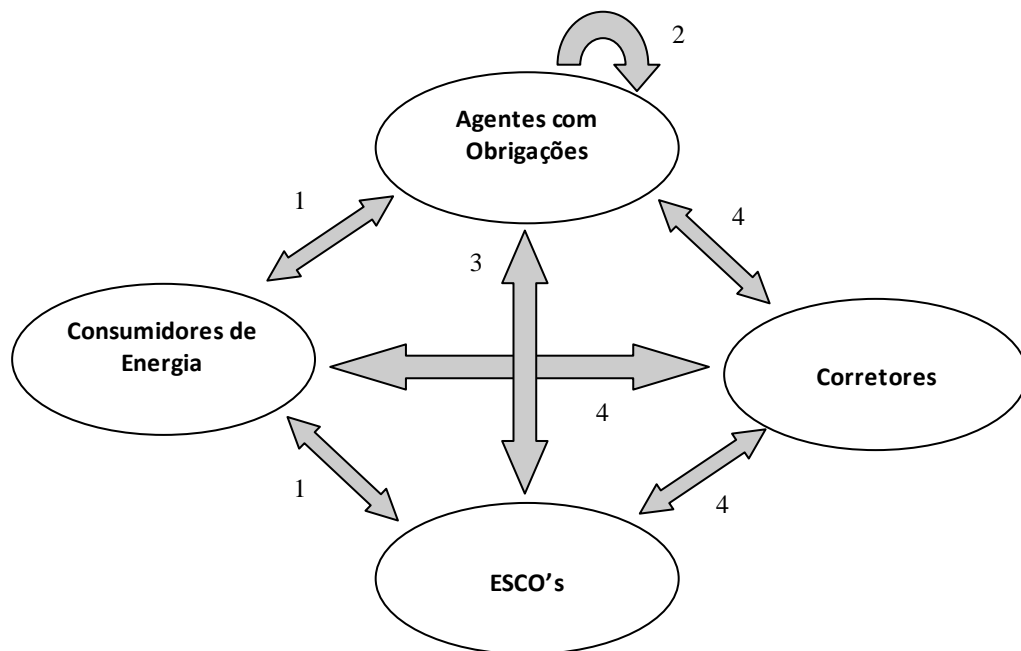 2
Agentes com
Obrigações
1
4
3
Consumidores de
Energia
Corretores
4
1
4
ESCO's